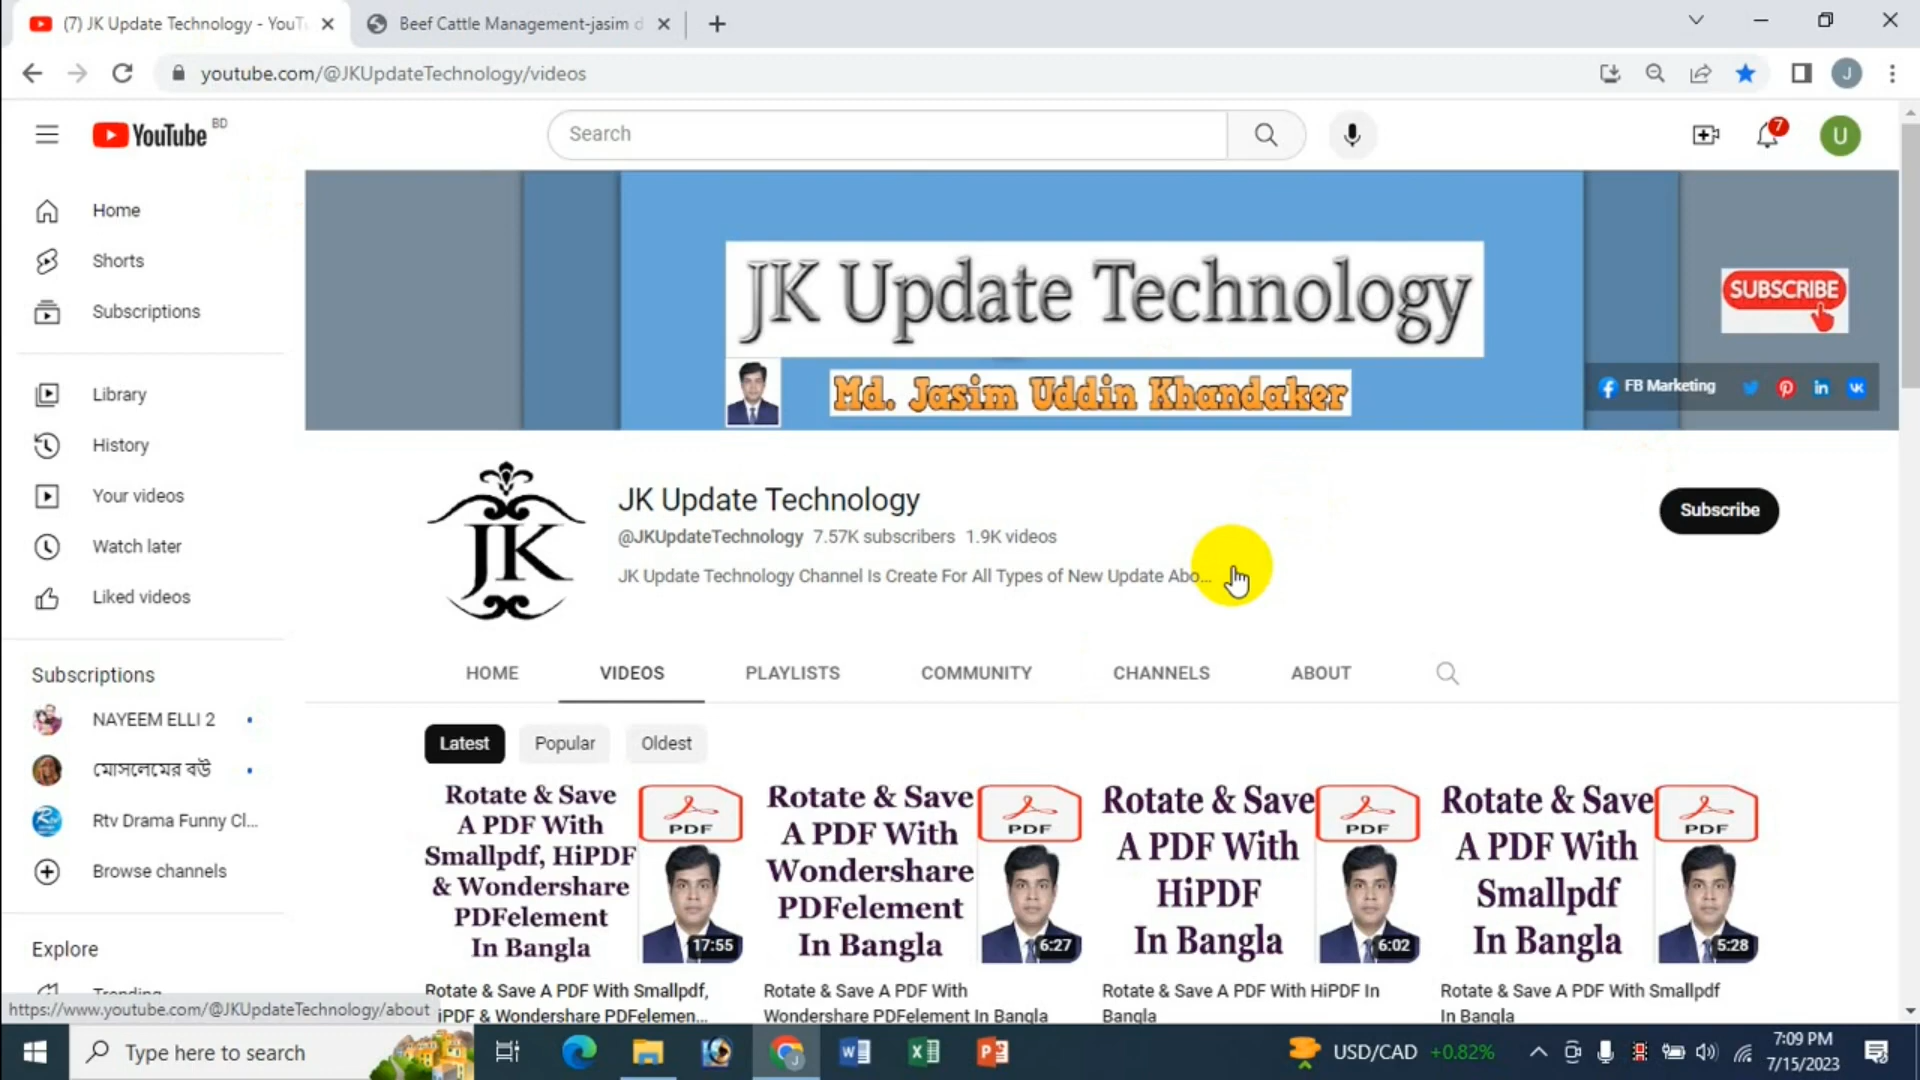 (7) JK Update Technology - YouTu
Beef Cattle Management-jasim d
youtube.com/@JKUpdateTechnology/videos
J
YouTube BD
Search
7
U
Home
Shorts
Subscriptions
Library
History
Your videos
Watch later
Liked videos
Subscriptions
NAYEEM ELLI 2
মোসলেমের বউ
Rtv Drama Funny Cl...
Browse channels
Explore
Trending
https://www.youtube.com/@JKUpdateTechnology/about
JK Update Technology
Md. Jasim Uddin Khandaker
SUBSCRIBE
FB Marketing
JK
JK Update Technology
@JKUpdateTechnology 7.57K subscribers 1.9K videos
JK Update Technology Channel Is Create For All Types of New Update Abo...
Subscribe
HOME VIDEOS PLAYLISTS COMMUNITY CHANNELS ABOUT
Latest Popular Oldest
Rotate & Save
A PDF With
Smallpdf, HiPDF
& Wondershare
PDFelement
In Bangla
PDF
17:55
Rotate & Save A PDF With Smallpdf,
HiPDF & Wondershare PDFelemen...
Rotate & Save
A PDF With
Wondershare
PDFelement
In Bangla
PDF
6:27
Rotate & Save A PDF With
Wondershare PDFelement In Bangla
Rotate & Save
A PDF With
HiPDF
In Bangla
PDF
6:02
Rotate & Save A PDF With HiPDF In
Bangla
Rotate & Save
A PDF With
Smallpdf
In Bangla
PDF
5:28
Rotate & Save A PDF With Smallpdf
In Bangla
Type here to search
USD/CAD +0.82%
7:09 PM
7/15/2023